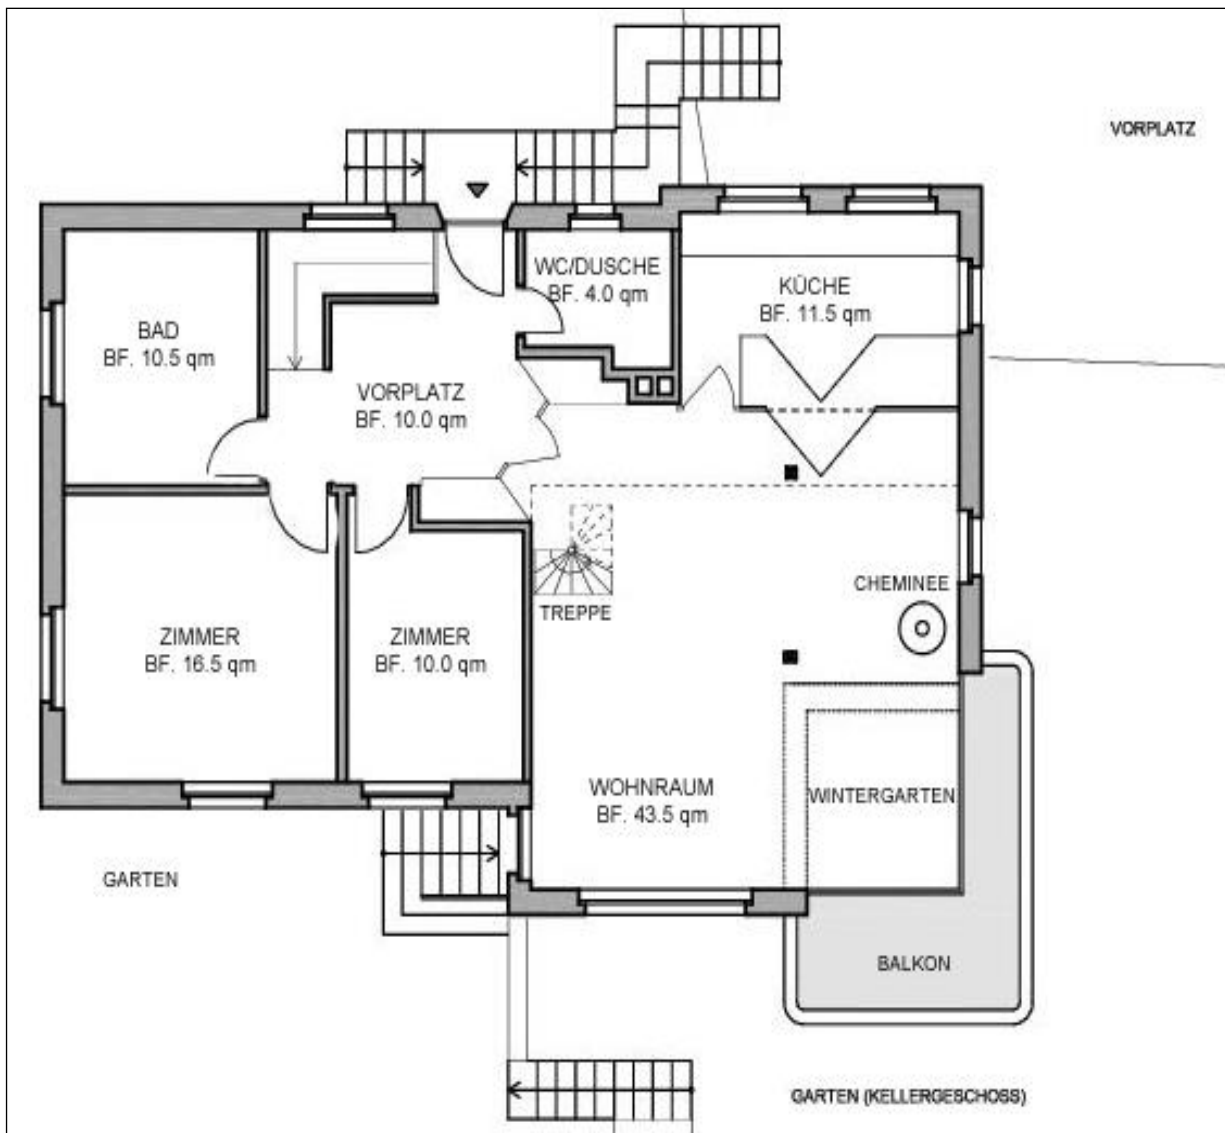 VORPLATZ
WC/DUSCHE
BF. 4.0 qm
KÜCHE
BF. 11.5 qm
BAD
BF. 10.5 qm
VORPLATZ
BF. 10.0 qm
CHEMINEE
TREPPE
ZIMMER
BF. 16.5 qm
ZIMMER
BF. 10.0 qm
WOHNRAUM
BF. 43.5 qm
WINTERGARTEN
GARTEN
BALKON
GARTEN (KELLERGESCHOSS)